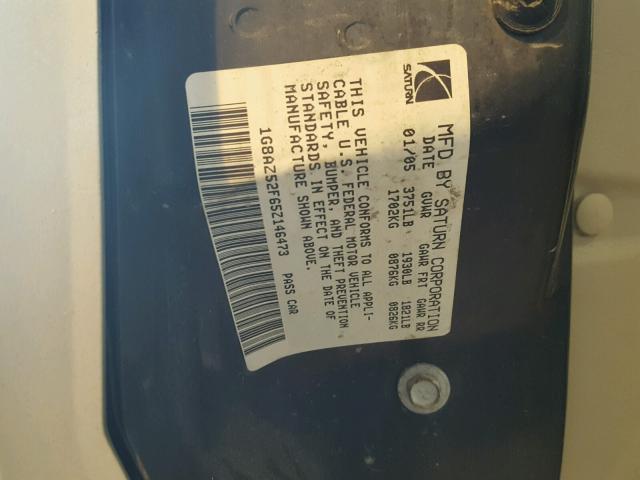 SATURN
MFD BY SATURN CORPORATION
DATE GVWR GAWR FRT GAWR RR
01/05 3751LB 1930LB 1821LB
1702KG 0876KG 0826KG
THIS VEHICLE CONFORMS TO ALL APPLI-
CABLE U.S. FEDERAL MOTOR VEHICLE
SAFETY, BUMPER, AND THEFT PREVENTION
STANDARDS IN EFFECT ON THE DATE OF
MANUFACTURE SHOWN ABOVE.
1G8AZ52F65Z146473 PASS CAR